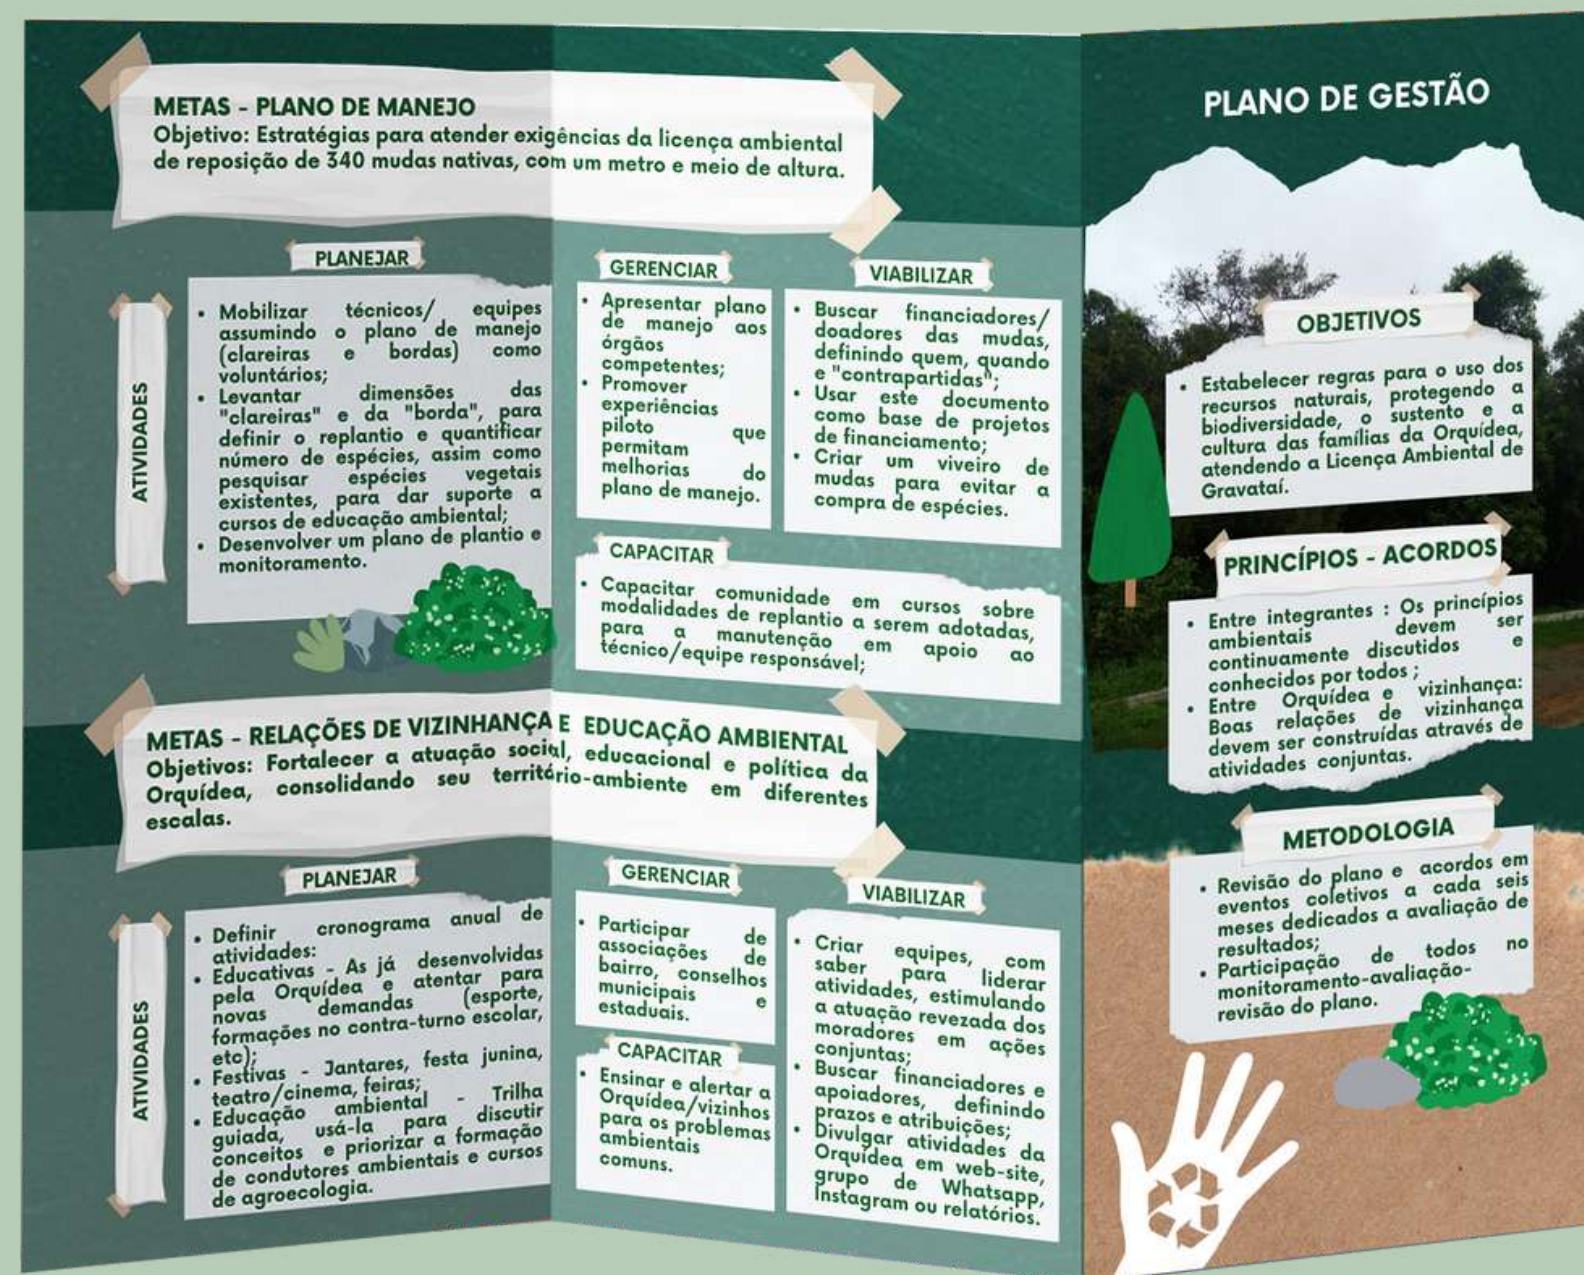 METAS - PLANO DE MANEJO
Objetivo: Estratégias para atender exigências da licença ambiental
de reposição de 340 mudas nativas, com um metro e meio de altura.
PLANEJAR
ATIVIDADES
• Mobilizar técnicos/ equipes
assumindo o plano de manejo
(clareiras e bordas) como
voluntários;
• Levantar dimensões das
"clareiras" e da "borda", para
definir o replantio e quantificar
número de espécies, assim como
pesquisar espécies vegetais
existentes, para dar suporte a
cursos de educação ambiental;
• Desenvolver um plano de plantio e
monitoramento.
GERENCIAR
• Apresentar plano
de manejo aos
órgãos
competentes;
• Promover
experiências
piloto que
permitam
melhorias do
plano de manejo.
VIABILIZAR
• Buscar financiadores/
doadores das mudas,
definindo quem, quando
e "contrapartidas";
• Usar este documento
como base de projetos
de financiamento;
• Criar um viveiro de
mudas para evitar a
compra de espécies.
CAPACITAR
• Capacitar comunidade em cursos sobre
modalidades de replantio a serem adotadas,
para a manutenção em apoio ao
técnico/equipe responsável;
METAS - RELAÇÕES DE VIZINHANÇA E EDUCAÇÃO AMBIENTAL
Objetivos: Fortalecer a atuação social, educacional e política da
Orquídea, consolidando seu território-ambiente em diferentes
escalas.
PLANEJAR
ATIVIDADES
• Definir cronograma anual de
atividades:
• Educativas - As já desenvolvidas
pela Orquídea e atentar para
novas demandas (esporte,
formações no contra-turno escolar,
etc);
• Festivas - Jantares, festa junina,
teatro/cinema, feiras;
• Educação ambiental - Trilha
guiada, usá-la para discutir
conceitos e priorizar a formação
de condutores ambientais e cursos
de agroecologia.
GERENCIAR
• Participar de
associações de
bairro, conselhos
municipais e
estaduais.
CAPACITAR
• Ensinar e alertar a
Orquídea/vizinhos
para os problemas
ambientais
comuns.
VIABILIZAR
• Criar equipes, com
saber para liderar
atividades, estimulando
a atuação revezada dos
moradores em ações
conjuntas;
• Buscar financiadores e
apoiadores, definindo
prazos e atribuições;
• Divulgar atividades da
Orquídea em web-site,
grupo de Whatsapp,
Instagram ou relatórios.
PLANO DE GESTÃO
OBJETIVOS
• Estabelecer regras para o uso dos
recursos naturais, protegendo a
biodiversidade, o sustento e a
cultura das famílias da Orquídea,
atendendo a Licença Ambiental de
Gravataí.
PRINCÍPIOS - ACORDOS
• Entre integrantes : Os princípios
ambientais devem ser
continuamente discutidos e
conhecidos por todos ;
• Entre Orquídea e vizinhança:
Boas relações de vizinhança
devem ser construídas através de
atividades conjuntas.
METODOLOGIA
• Revisão do plano e acordos em
eventos coletivos a cada seis
meses dedicados a avaliação de
resultados;
• Participação de todos no
monitoramento-avaliação-
revisão do plano.